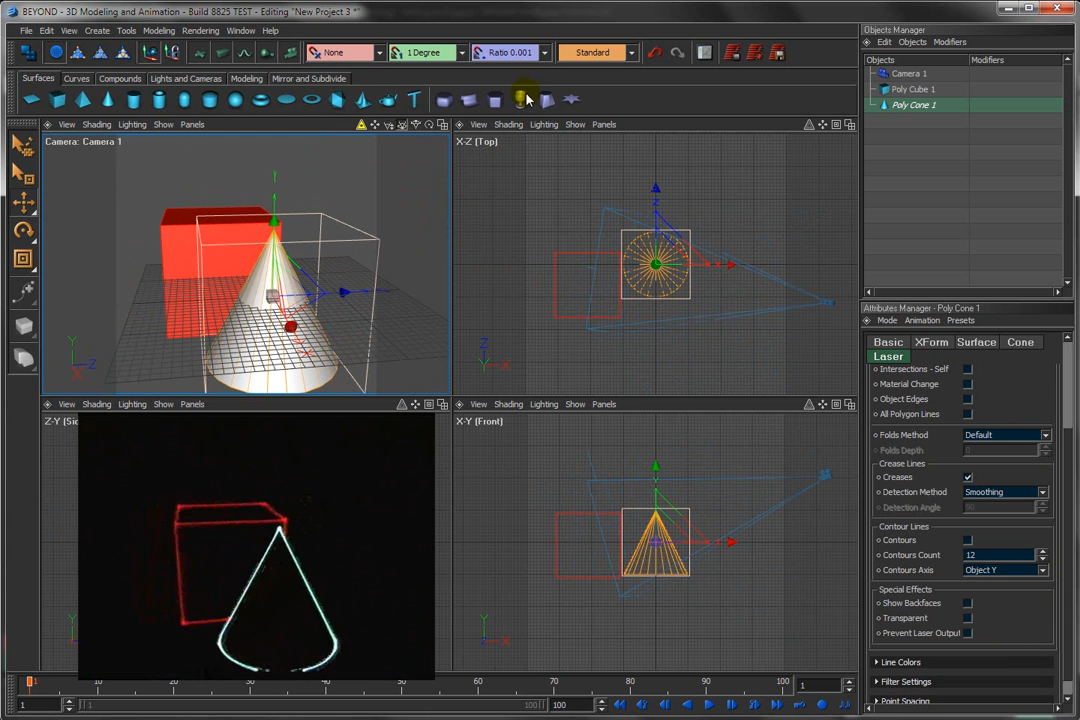 BEYOND - 3D Modeling and Animation - Build 8825 TEST - Editing "New Project 3 *"
File Edit View Create Tools Modeling Rendering Window Help
None 1 Degree Ratio 0.001 Standard
Surfaces Curves Compounds Lights and Cameras Modeling Mirror and Subdivide
View Shading Lighting Show Panels
Camera: Camera 1
Y
Z
X
Y
Z
X
View Shading Lighting Show Panels
X-Z (Top)
z
x
Z
Y
X
View Shading Lighting Show Panels
Z-Y (Sid
Y
X
View Shading Lighting Show Panels
X-Y (Front)
Y
x
Y
Z
X
Objects Manager
Edit Objects Modifiers
Objects Modifiers
Camera 1
Poly Cube 1
Poly Cone 1
Attributes Manager - Poly Cone 1
Mode Animation Presets
Basic XForm Surface Cone
Laser
Intersections - Self
Material Change
Object Edges
All Polygon Lines
Folds Method Default
Folds Depth 0
Crease Lines
Creases
Detection Method Smoothing
Detection Angle 90
Contour Lines
Contours
Contours Count 12
Contours Axis Object Y
Special Effects
Show Backfaces
Transparent
Prevent Laser Output
Line Colors
Filter Settings
Point Spacing
1 10 20 30 40 50 60 70 80 90 100 1
1 1 100 100